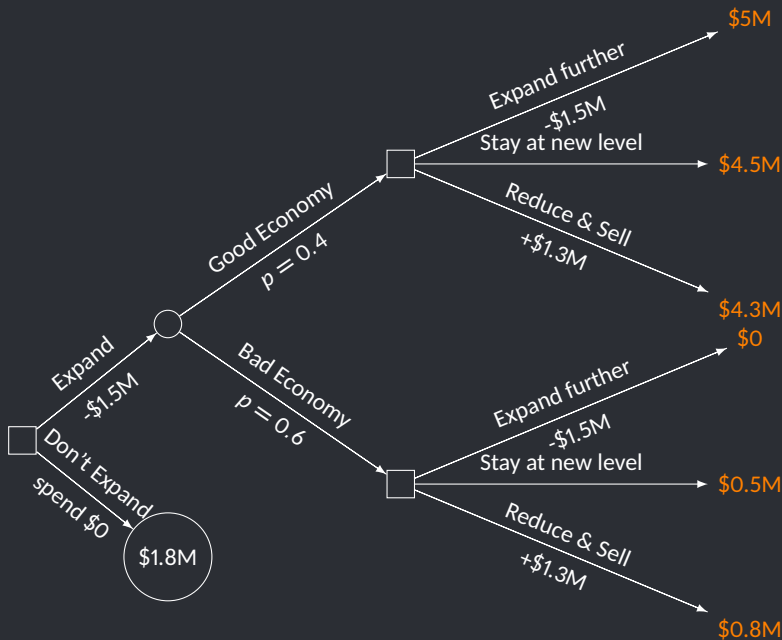 $5M
Expand further
-$1.5M
Stay at new level
$4.5M
Reduce & Sell
+$1.3M
$4.3M
Good Economy
p = 0.4
Expand
-$1.5M
Don't Expand
spend $0
$1.8M
Bad Economy
p = 0.6
$0
Expand further
-$1.5M
Stay at new level
$0.5M
Reduce & Sell
+$1.3M
$0.8M